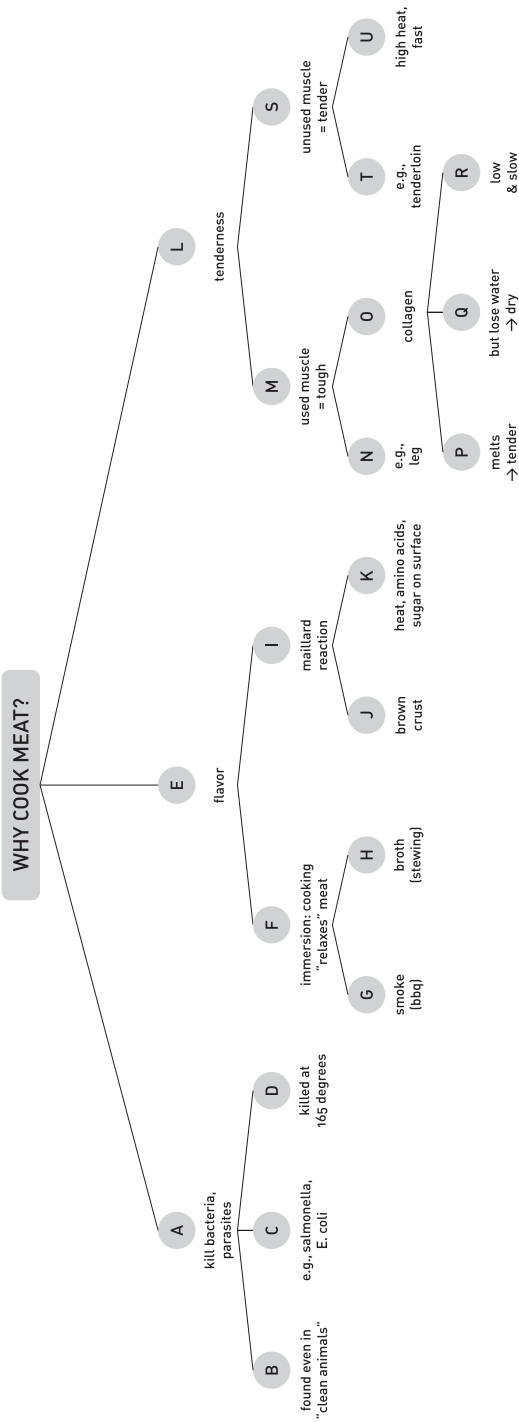 WHY COOK MEAT?
A
kill bacteria,
parasites
B
found even in
“clean animals”
C
e.g., salmonella,
E. coli
D
killed at
165 degrees
E
flavor
F
immersion: cooking
“relaxes” meat
G
smoke
(bbq)
H
broth
(stewing)
I
maillard
reaction
J
brown
crust
K
heat, amino acids,
sugar on surface
L
tenderness
M
used muscle
= tough
N
e.g.,
leg
O
collagen
P
melts
→ tender
Q
but lose water
→ dry
R
low
& slow
S
unused muscle
= tender
T
e.g.,
tenderloin
U
high heat,
fast